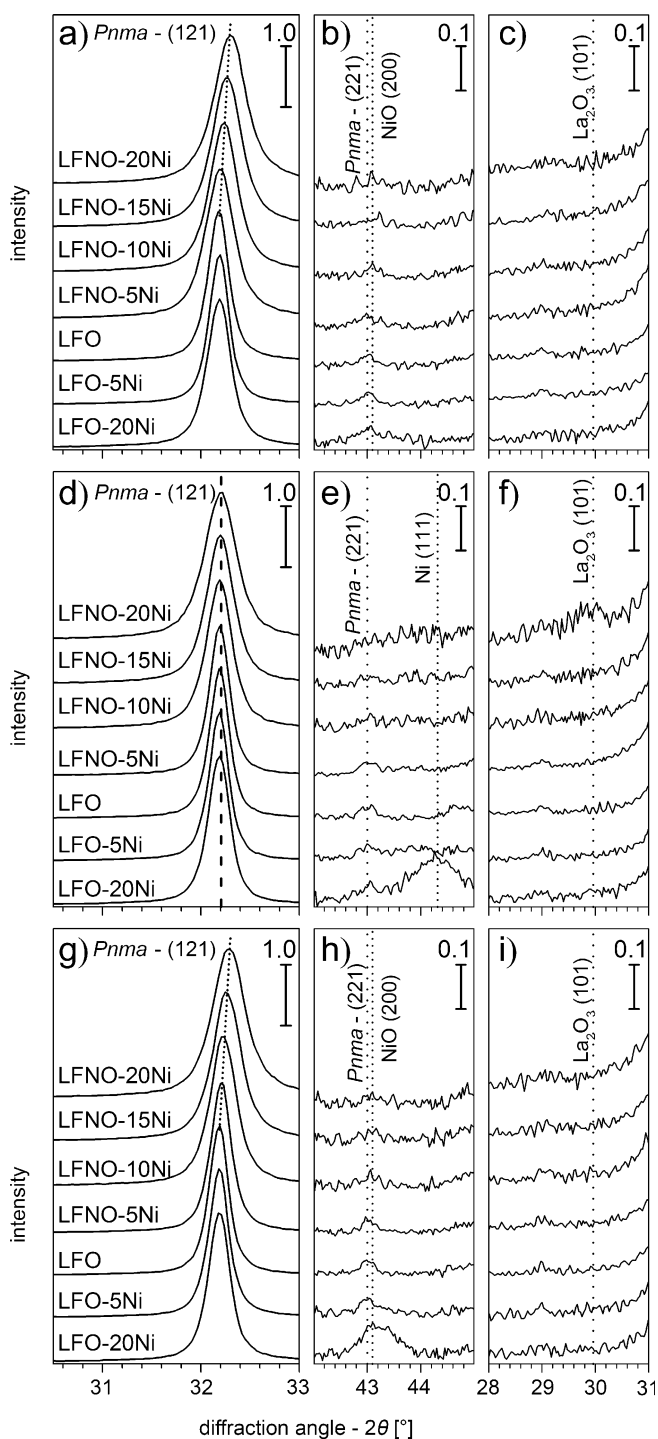 a) Pnma - (121) 1.0
LFNO-20Ni
LFNO-15Ni
LFNO-10Ni
LFNO-5Ni
LFO
LFO-5Ni
LFO-20Ni
intensity
b) 0.1
Pnma - (221)
NiO (200)
c) 0.1
La₂O₃ (101)
d) Pnma - (121) 1.0
LFNO-20Ni
LFNO-15Ni
LFNO-10Ni
LFNO-5Ni
LFO
LFO-5Ni
LFO-20Ni
intensity
e) 0.1
Pnma - (221)
Ni (111)
f) 0.1
La₂O₃ (101)
g) Pnma - (121) 1.0
LFNO-20Ni
LFNO-15Ni
LFNO-10Ni
LFNO-5Ni
LFO
LFO-5Ni
LFO-20Ni
intensity
h) 0.1
Pnma - (221)
NiO (200)
i) 0.1
La₂O₃ (101)
31 32 33 43 44 28 29 30 31
diffraction angle - 2θ [°]